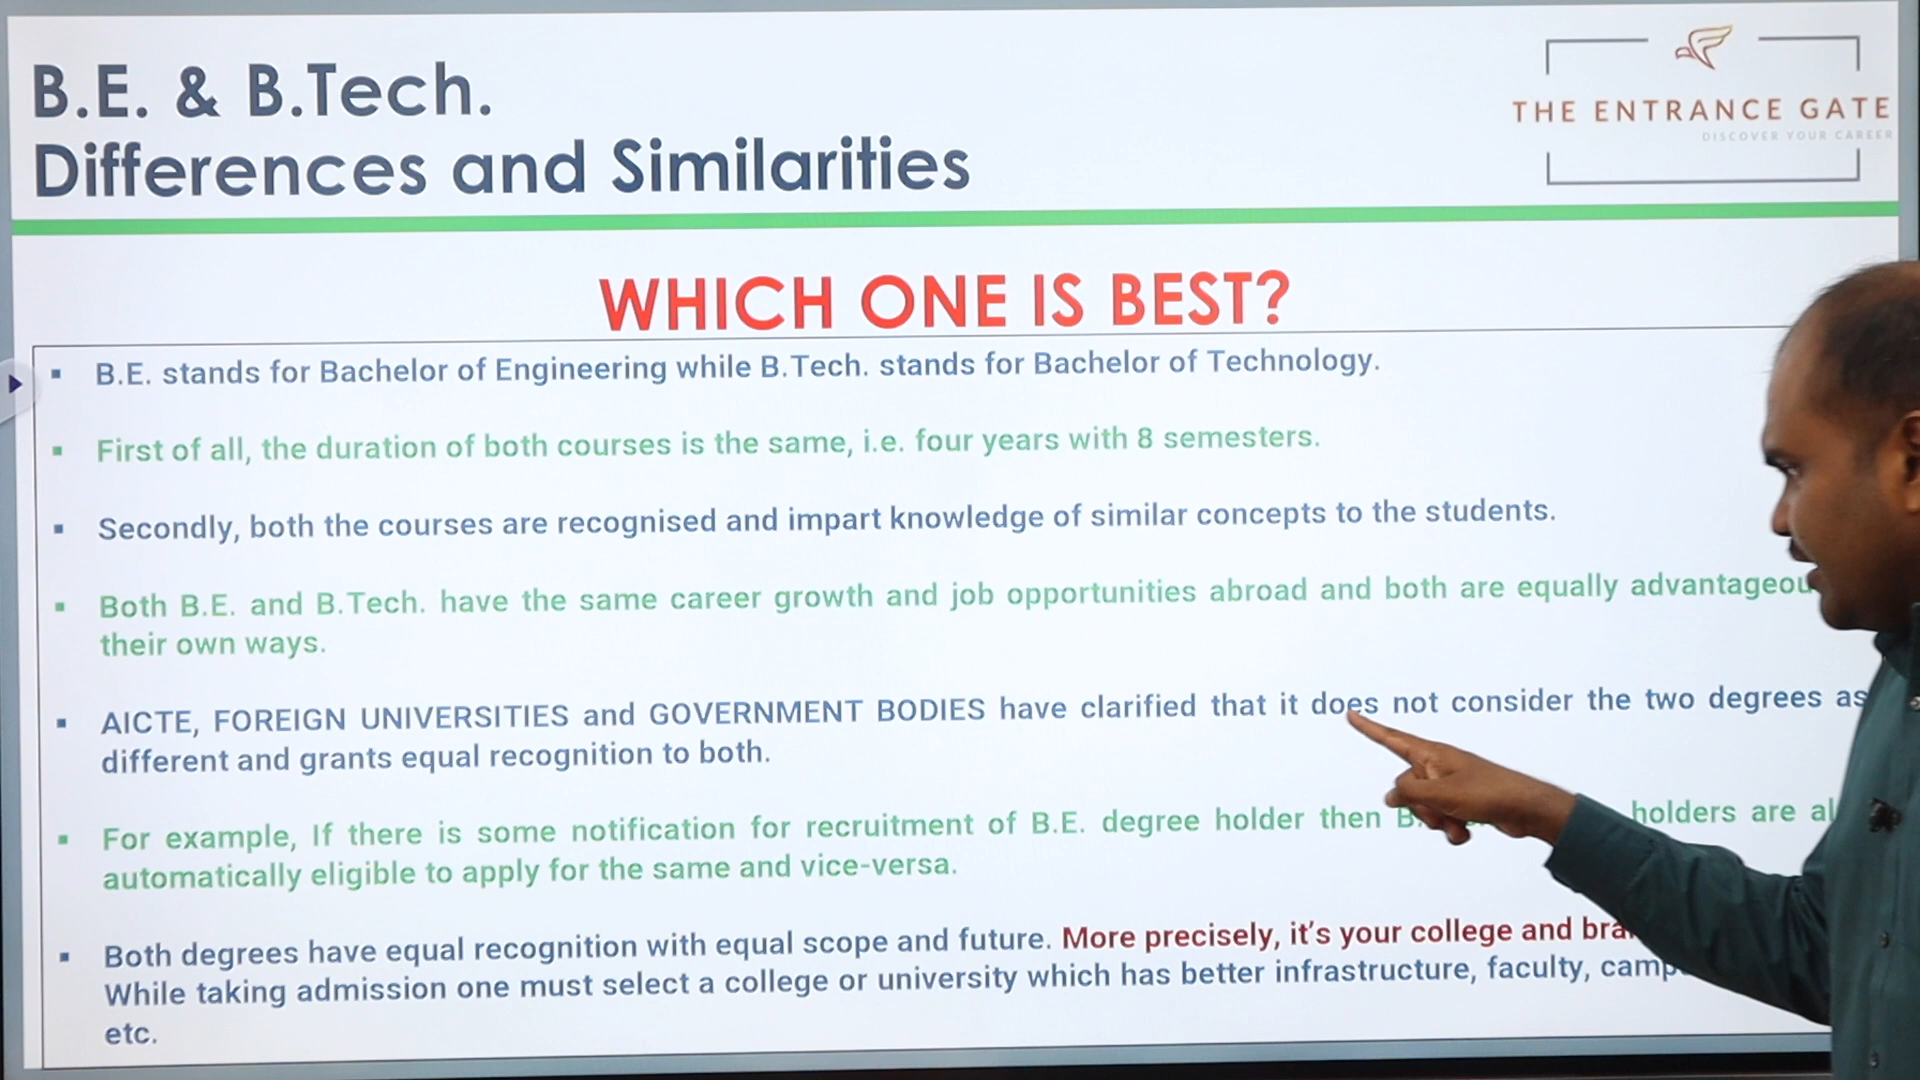 B.E. & B.Tech.
Differences and Similarities
THE ENTRANCE GATE
DISCOVER YOUR CAREER
WHICH ONE IS BEST?
▪ B.E. stands for Bachelor of Engineering while B.Tech. stands for Bachelor of Technology.
▪ First of all, the duration of both courses is the same, i.e. four years with 8 semesters.
▪ Secondly, both the courses are recognised and impart knowledge of similar concepts to the students.
▪ Both B.E. and B.Tech. have the same career growth and job opportunities abroad and both are equally
their own ways.
▪ AICTE, FOREIGN UNIVERSITIES and GOVERNMENT BODIES have clarified that it does not consider the two degrees as
different and grants equal recognition to both.
▪ For example, If there is some notification for recruitment of B.E. degree holder then holders are
automatically eligible to apply for the same and vice-versa.
▪ Both degrees have equal recognition with equal scope and future. More precisely, it's your college and
While taking admission one must select a college or university which has better infrastructure, faculty,
etc.